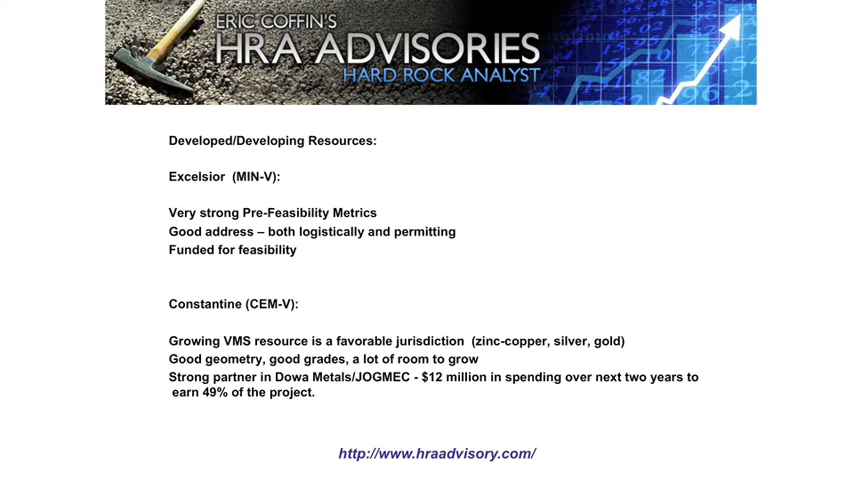 ERIC COFFIN'S
HRA ADVISORIES
HARD ROCK ANALYST
Developed/Developing Resources:
Excelsior  (MIN-V):
Very strong Pre-Feasibility Metrics
Good address – both logistically and permitting
Funded for feasibility
Constantine (CEM-V):
Growing VMS resource is a favorable jurisdiction  (zinc-copper, silver, gold)
Good geometry, good grades, a lot of room to grow
Strong partner in Dowa Metals/JOGMEC - $12 million in spending over next two years to
earn 49% of the project.
http://www.hraadvisory.com/